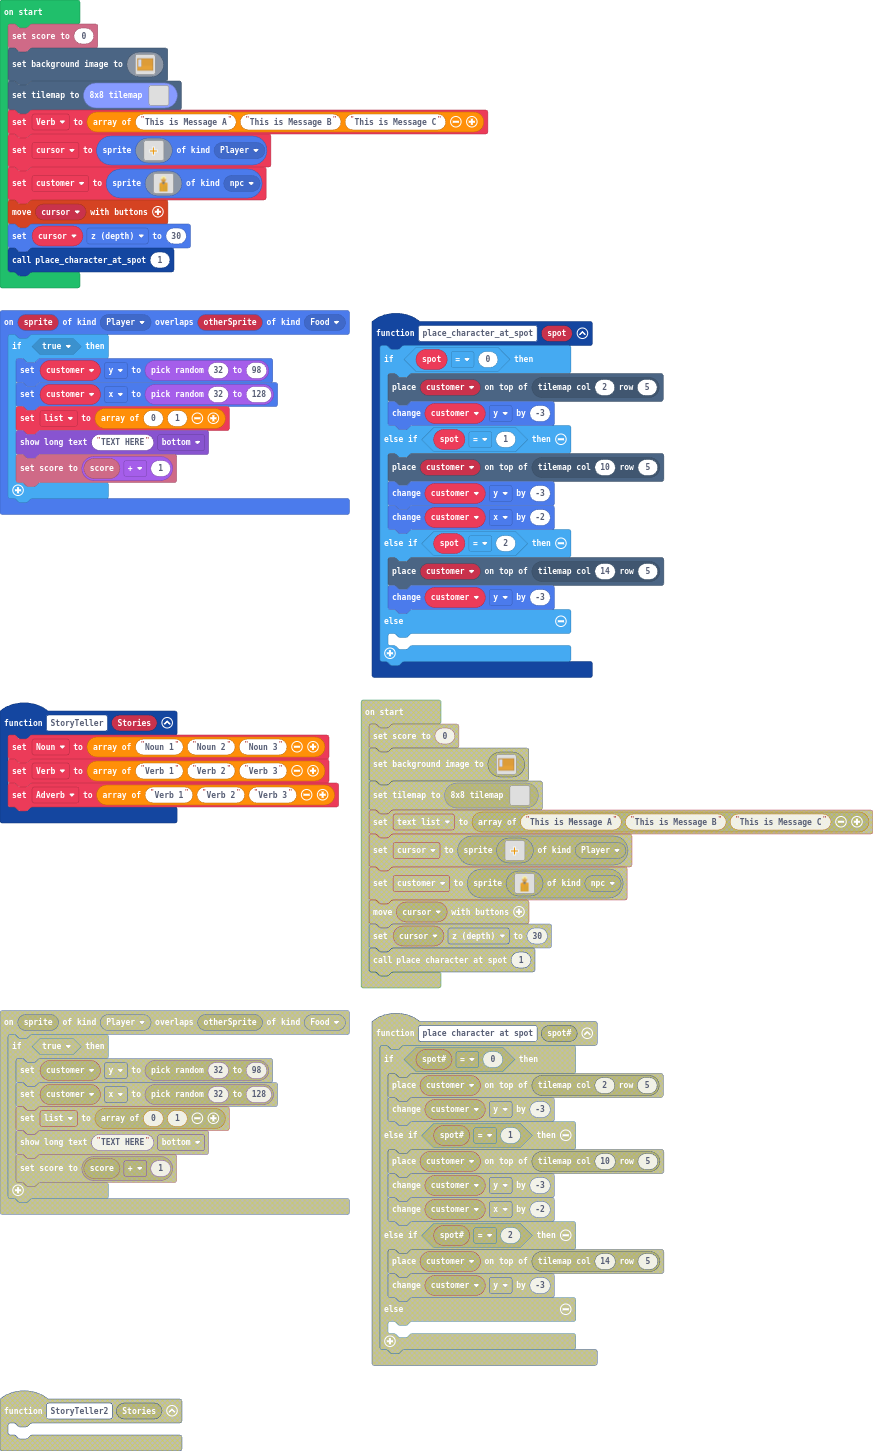 on start
set score to 0
set background image to
set tilemap to 8x8 tilemap
set Verb to array of "This is Message A" "This is Message B" "This is Message C"
set cursor to sprite of kind Player
set customer to sprite of kind npc
move cursor with buttons
set cursor z (depth) to 30
call place_character_at_spot 1
on sprite of kind Player overlaps otherSprite of kind Food
if true then
set customer y to pick random 32 to 98
set customer x to pick random 32 to 128
set list to array of 0 1
show long text "TEXT HERE" bottom
set score to score + 1
function place_character_at_spot spot
if spot = 0 then
place customer on top of tilemap col 2 row 5
change customer y by -3
else if spot = 1 then
place customer on top of tilemap col 10 row 5
change customer y by -3
change customer x by -2
else if spot = 2 then
place customer on top of tilemap col 14 row 5
change customer y by -3
else
function StoryTeller Stories
set Noun to array of "Noun 1" "Noun 2" "Noun 3"
set Verb to array of "Verb 1" "Verb 2" "Verb 3"
set Adverb to array of "Verb 1" "Verb 2" "Verb 3"
on start
set score to 0
set background image to
set tilemap to 8x8 tilemap
set text list to array of "This is Message A" "This is Message B" "This is Message C"
set cursor to sprite of kind Player
set customer to sprite of kind npc
move cursor with buttons
set cursor z (depth) to 30
call place character at spot 1
on sprite of kind Player overlaps otherSprite of kind Food
if true then
set customer y to pick random 32 to 98
set customer x to pick random 32 to 128
set list to array of 0 1
show long text "TEXT HERE" bottom
set score to score + 1
function place character at spot spot#
if spot# = 0 then
place customer on top of tilemap col 2 row 5
change customer y by -3
else if spot# = 1 then
place customer on top of tilemap col 10 row 5
change customer y by -3
change customer x by -2
else if spot# = 2 then
place customer on top of tilemap col 14 row 5
change customer y by -3
else
function StoryTeller2 Stories